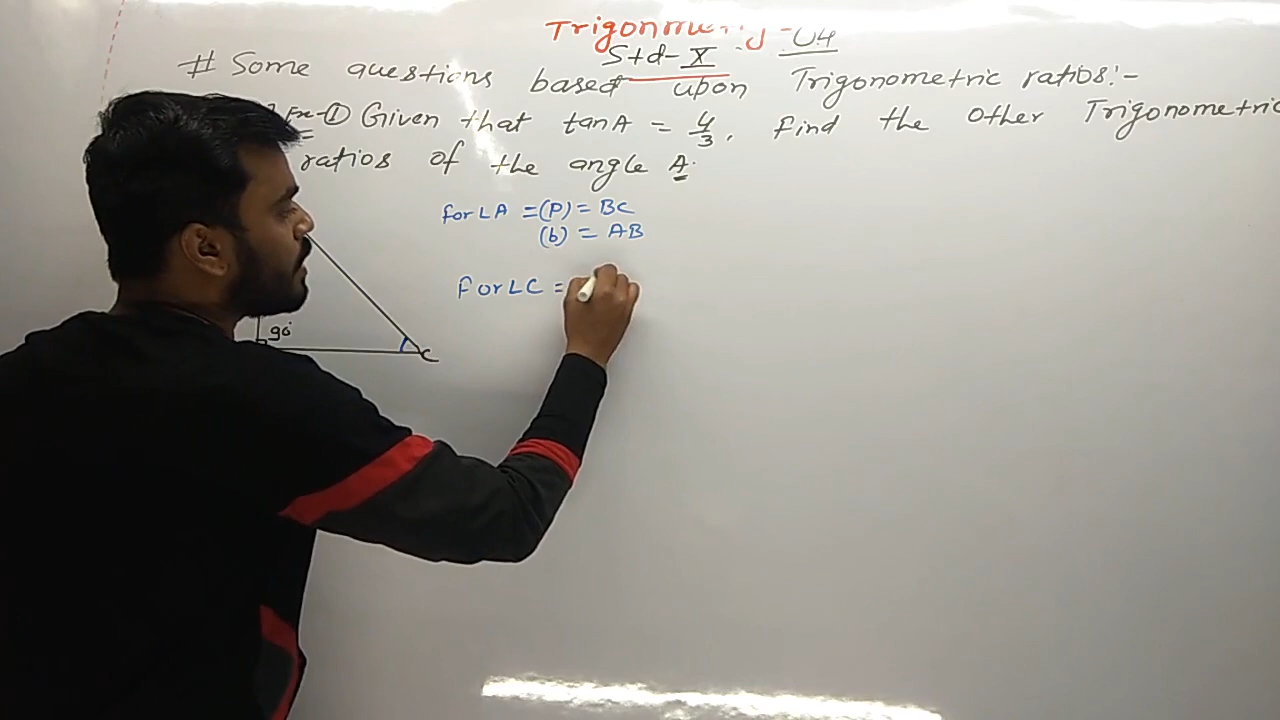 Trigonometry - 04
Std - X
# Some questions based upon Trigonometric ratios:-
Ex-① Given that tanA = 4/3, find the other Trigonometric
ratios of the angle A.
for∠A = (P) = BC
(b) = AB
for∠C =
90°
C